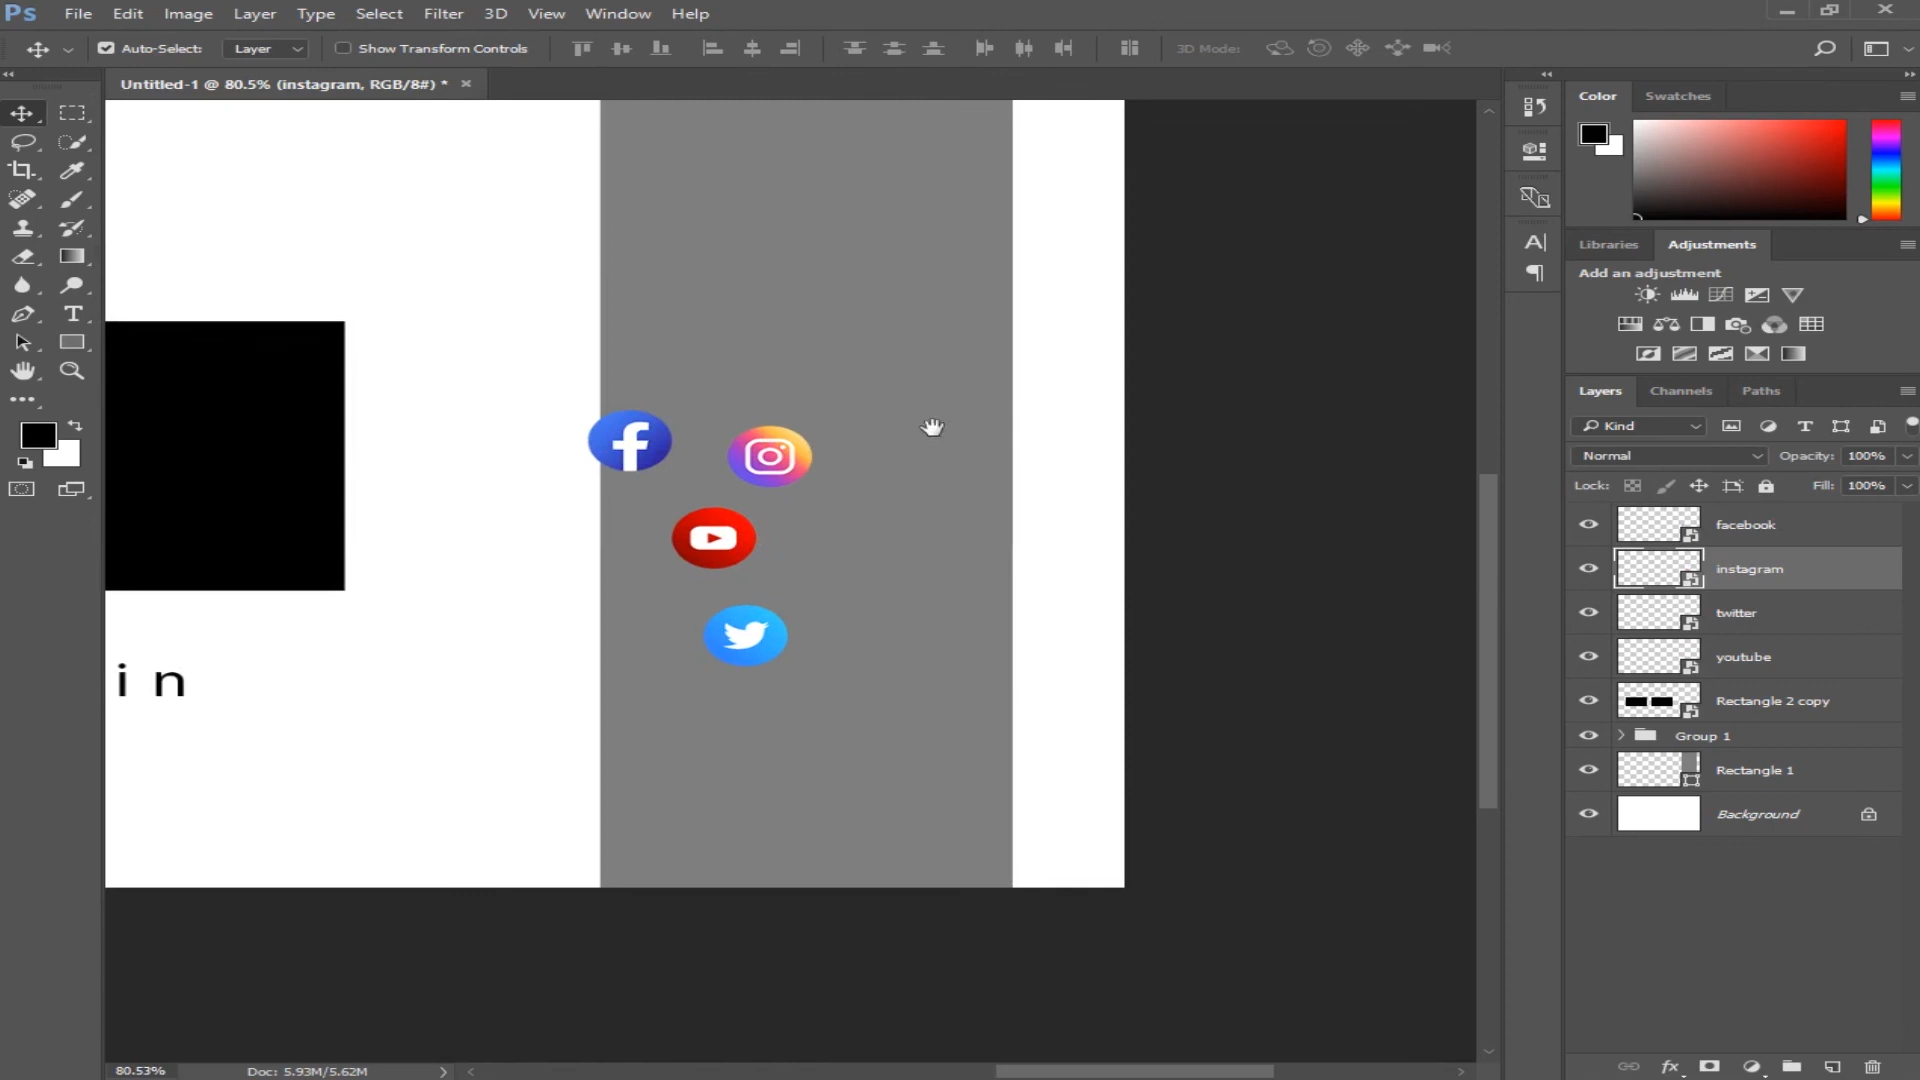 Ps File Edit Image Layer Type Select Filter 3D View Window Help
Auto-Select: Layer Show Transform Controls 3D Mode:
Untitled-1 @ 80.5% (instagram, RGB/8#) * ×
Color Swatches
Libraries Adjustments
Add an adjustment
Layers Channels Paths
Kind
Normal Opacity: 100%
Lock: Fill: 100%
facebook
instagram
twitter
youtube
Rectangle 2 copy
Group 1
Rectangle 1
Background
i n
80.53% Doc: 5.93M/5.62M